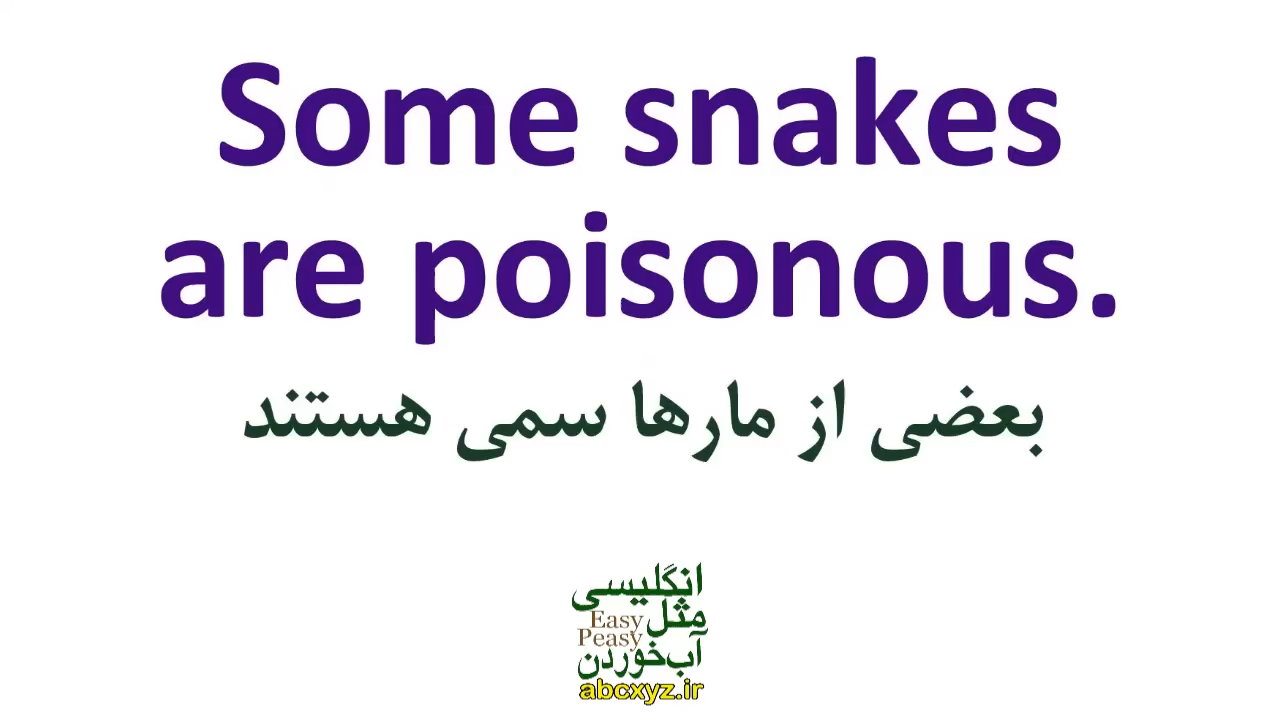 Some snakes
are poisonous.
بعضی از مارها سمی هستند
انگلیسی
مثل
Easy
Peasy
آب‌خوردن
abcxyz.ir